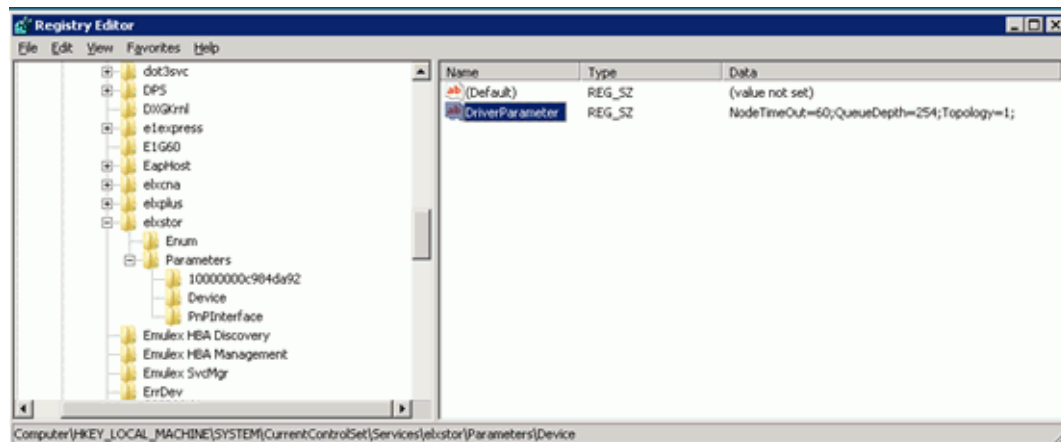 Registry Editor
File Edit View Favorites Help
dot3svc
DPS
DXGKrnl
e1express
E1G60
EapHost
elxcna
elxplus
elxstor
Enum
Parameters
10000000c984da92
Device
PnPInterface
Emulex HBA Discovery
Emulex HBA Management
Emulex SvcMgr
ErrDev
Name Type Data
ab (Default) REG_SZ (value not set)
ab DriverParameter REG_SZ NodeTimeOut=60;QueueDepth=254;Topology=1;
Computer\HKEY_LOCAL_MACHINE\SYSTEM\CurrentControlSet\Services\elxstor\Parameters\Device